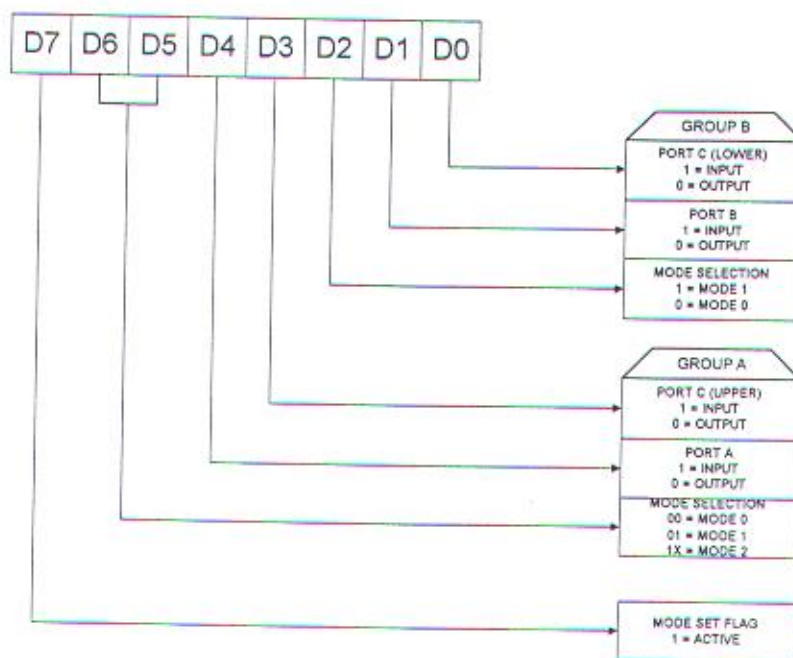 D7 D6 D5 D4 D3 D2 D1 D0
GROUP B
PORT C (LOWER)
1 = INPUT
0 = OUTPUT
PORT B
1 = INPUT
0 = OUTPUT
MODE SELECTION
1 = MODE 1
0 = MODE 0
GROUP A
PORT C (UPPER)
1 = INPUT
0 = OUTPUT
PORT A
1 = INPUT
0 = OUTPUT
MODE SELECTION
00 = MODE 0
01 = MODE 1
1X = MODE 2
MODE SET FLAG
1 = ACTIVE